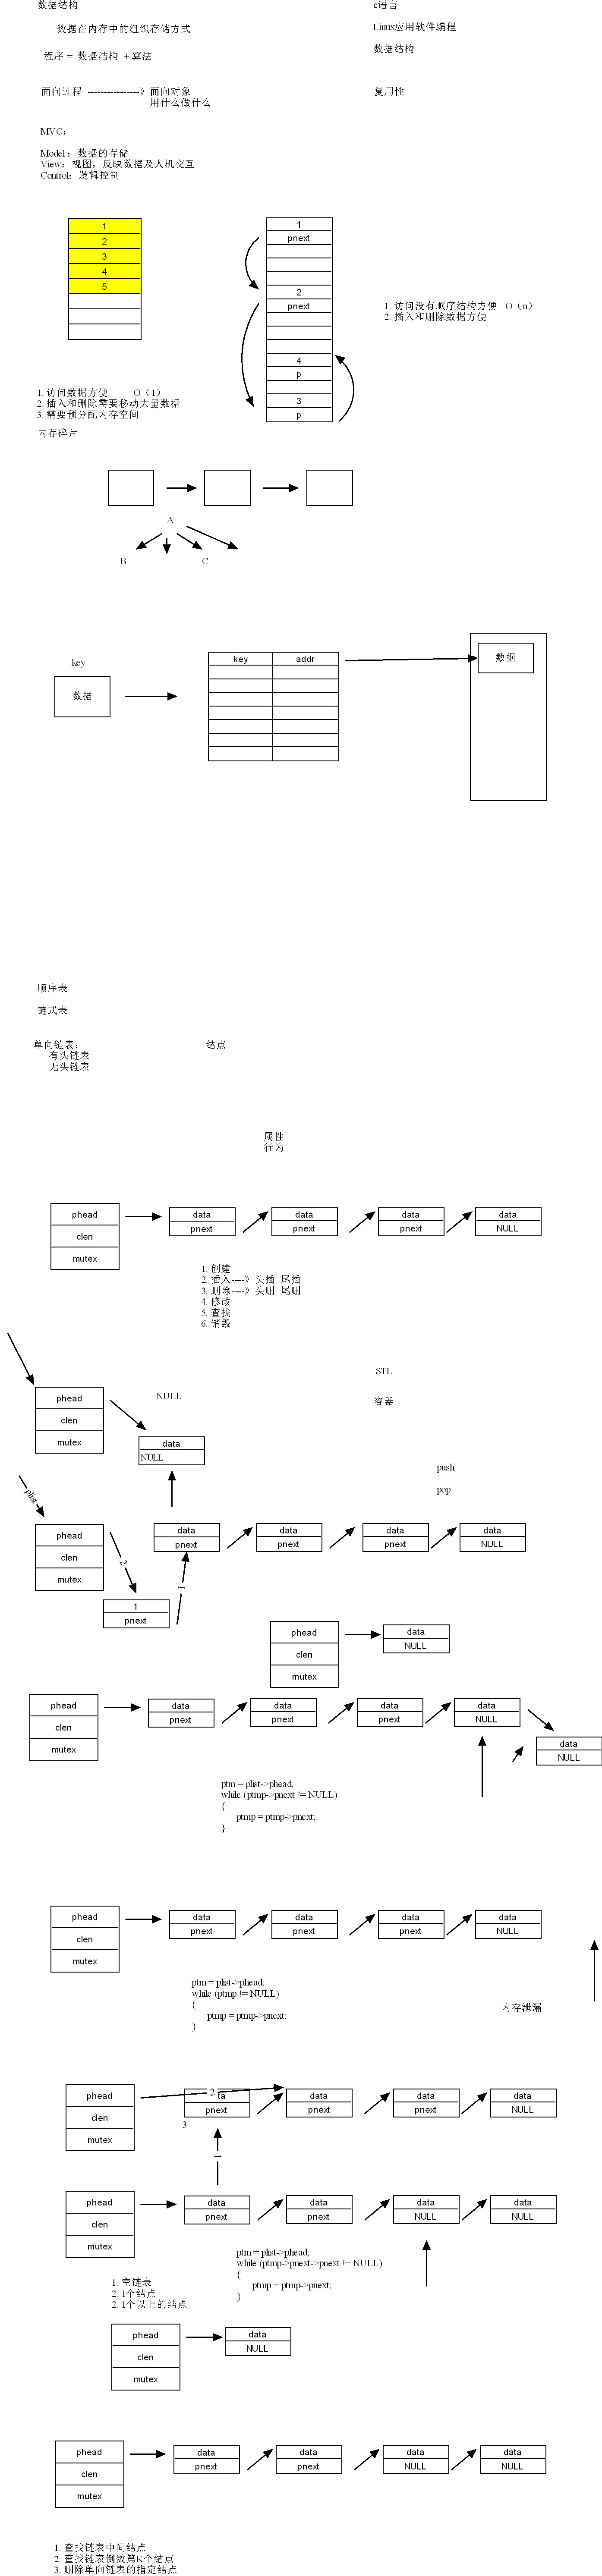 数据结构
c语言
数据在内存中的组织存储方式
Linux应用软件编程
数据结构
程序 = 数据结构 + 算法
面向过程 ----------------》 面向对象
用什么做什么
复用性
MVC：
Model：数据的存储
View：视图，反映数据及人机交互
Control：逻辑控制
1
2
3
4
5
1
pnext
2
pnext
4
p
3
p
1. 访问没有顺序结构方便 O（n）
2. 插入和删除数据方便
1. 访问数据方便 O（1）
2. 插入和删除需要移动大量数据
3. 需要预分配内存空间
内存碎片
A
B
C
key
数据
key addr
数据
顺序表
链式表
单向链表：
有头链表
无头链表
结点
属性
行为
phead
clen
mutex
data
pnext
data
pnext
data
pnext
data
NULL
1. 创建
2. 插入----》头插 尾插
3. 删除----》头删 尾删
4. 修改
5. 查找
6. 销毁
STL
容器
NULL
phead
clen
mutex
data
NULL
push
pop
plist
phead
clen
mutex
2
1
data
pnext
data
pnext
data
pnext
data
NULL
1
pnext
phead
clen
mutex
data
NULL
phead
clen
mutex
data
pnext
data
pnext
data
pnext
data
NULL
data
NULL
ptm = plist->phead;
while (ptmp->pnext != NULL)
{
ptmp = ptmp->pnext;
}
phead
clen
mutex
data
pnext
data
pnext
data
pnext
data
NULL
ptm = plist->phead;
while (ptmp != NULL)
{
ptmp = ptmp->pnext;
}
内存泄漏
phead
clen
mutex
2
ta
pnext
3
1
data
pnext
data
pnext
data
NULL
phead
clen
mutex
data
pnext
data
pnext
data
NULL
data
NULL
ptm = plist->phead;
while (ptmp->pnext->pnext != NULL)
{
ptmp = ptmp->pnext;
}
1. 空链表
2. 1个结点
2. 1个以上的结点
phead
clen
mutex
data
NULL
phead
clen
mutex
data
pnext
data
pnext
data
NULL
data
NULL
1. 查找链表中间结点
2. 查找链表倒数第K个结点
3. 删除单向链表的指定结点